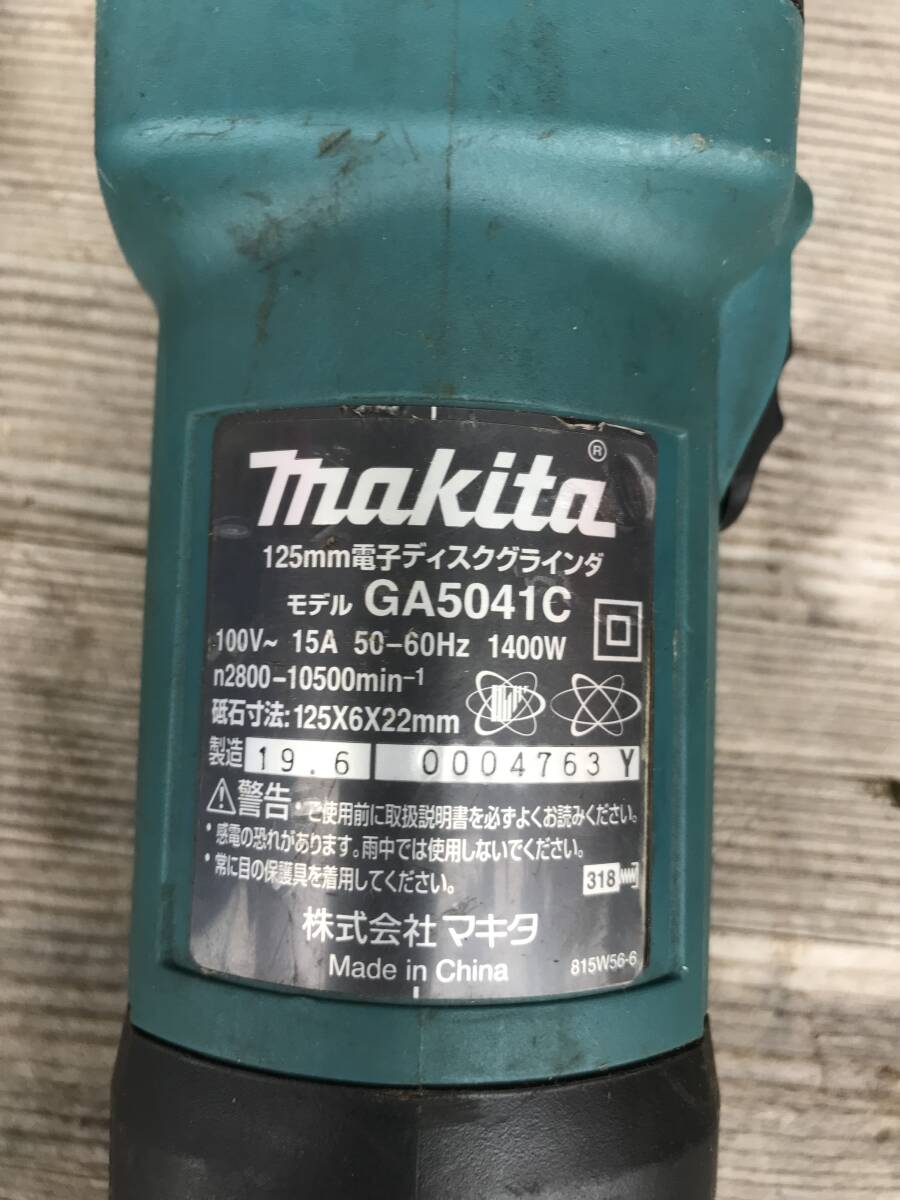 makita®
125mm電子ディスクグラインダ
モデル GA5041C
100V~ 15A 50-60Hz 1400W
n2800-10500min-1
砥石寸法:125X6X22mm
製造 19.6 0004763 Y
警告・ご使用前に取扱説明書を必ずよくお読みください。
・感電の恐れがあります。雨中では使用しないでください。
・常に目の保護具を着用してください。
318
株式会社 マキタ
Made in China 815W56-6